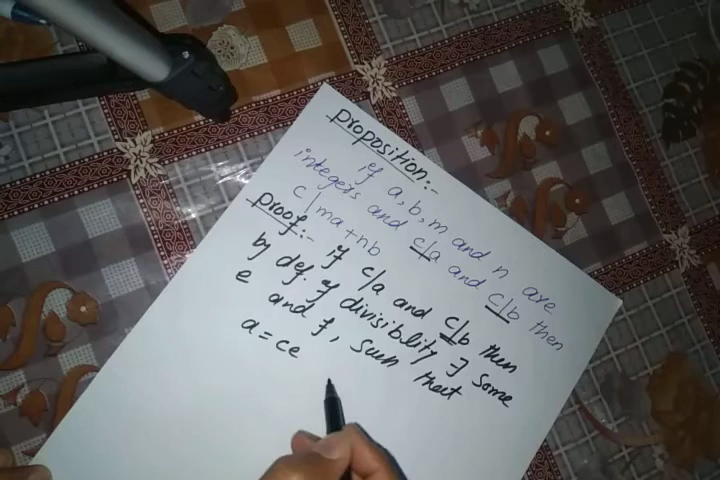 Proposition:-
if a, b, m and n are
integers and c/a and c/b then
c/ma+nb
Proof:- if c/a and c/b then
by def. of divisibility ∃ some
e and f, such that
a = ce